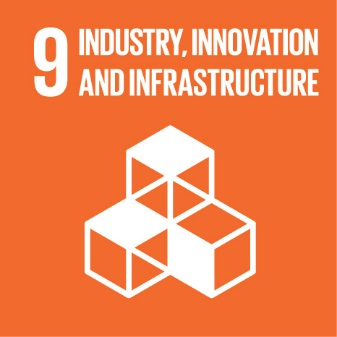 9 INDUSTRY, INNOVATION
AND INFRASTRUCTURE